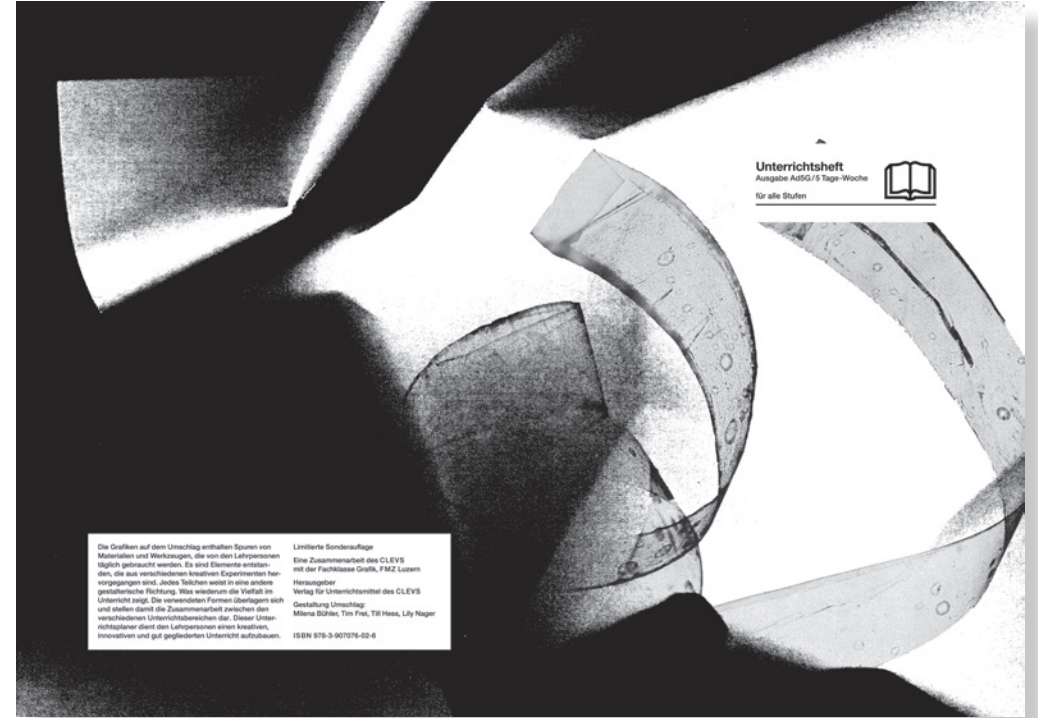 Unterrichtsheft
Ausgabe Ad5G/5 Tage-Woche
für alle Stufen
Die Grafiken auf dem Umschlag enthalten Spuren von
Materialien und Werkzeugen, die von den Lehrpersonen
täglich gebraucht werden. Es sind Elemente entstan-
den, die aus verschiedenen kreativen Experimenten her-
vorgegangen sind. Jedes Teilchen weist in eine andere
gestalterische Richtung. Was wiederum die Vielfalt im
Unterricht zeigt. Die verwendeten Formen überlagern sich
und stellen damit die Zusammenarbeit zwischen den
verschiedenen Unterrichtsbereichen dar. Dieser Unter-
richtsplaner dient den Lehrpersonen einen kreativen,
innovativen und gut gegliederten Unterricht aufzubauen.
Limitierte Sonderauflage
Eine Zusammenarbeit des CLEVS
mit der Fachklasse Grafik, FMZ Luzern
Herausgeber
Verlag für Unterrichtsmittel des CLEVS
Gestaltung Umschlag:
Milena Bühler, Tim Frei, Till Hess, Lily Nager
ISBN 978-3-907076-02-6